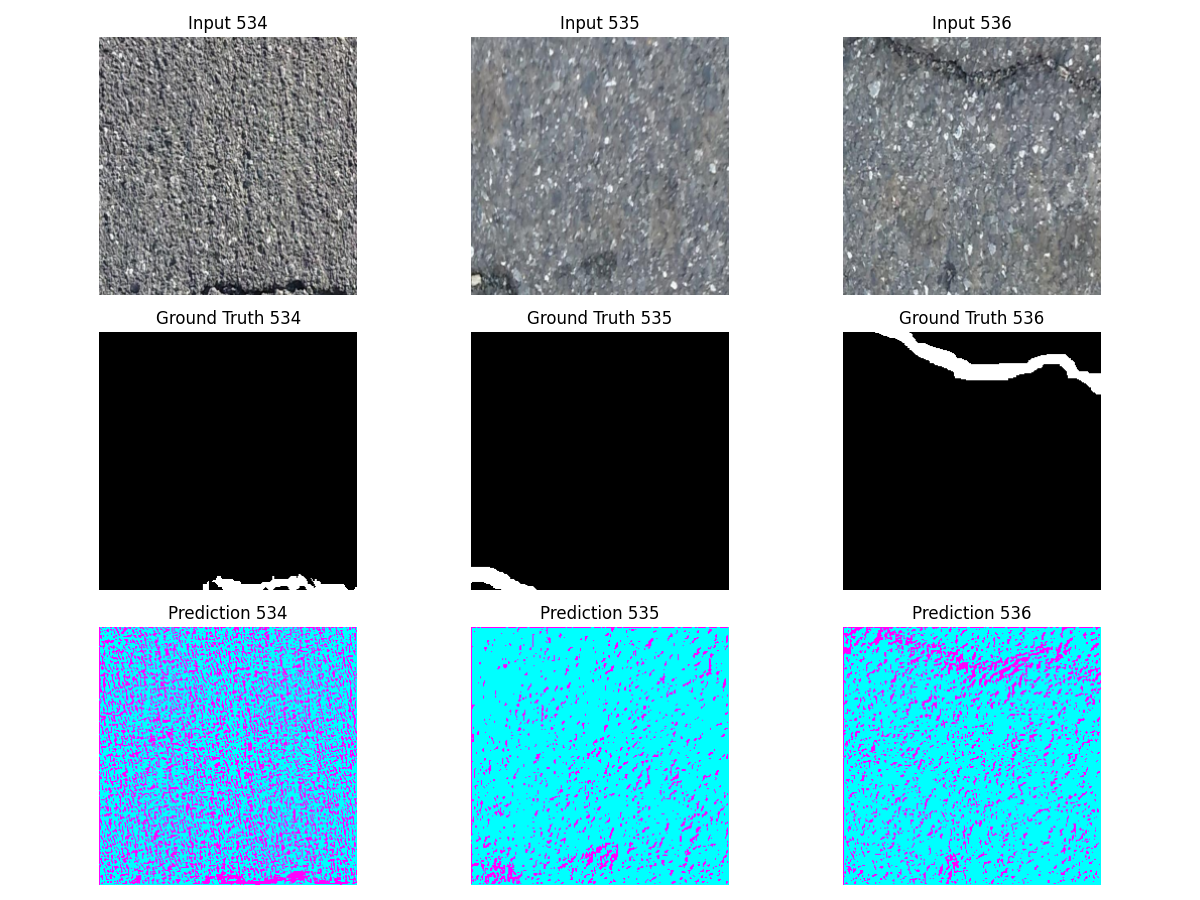 Input 534
Input 535
Input 536
Ground Truth 534
Ground Truth 535
Ground Truth 536
Prediction 534
Prediction 535
Prediction 536